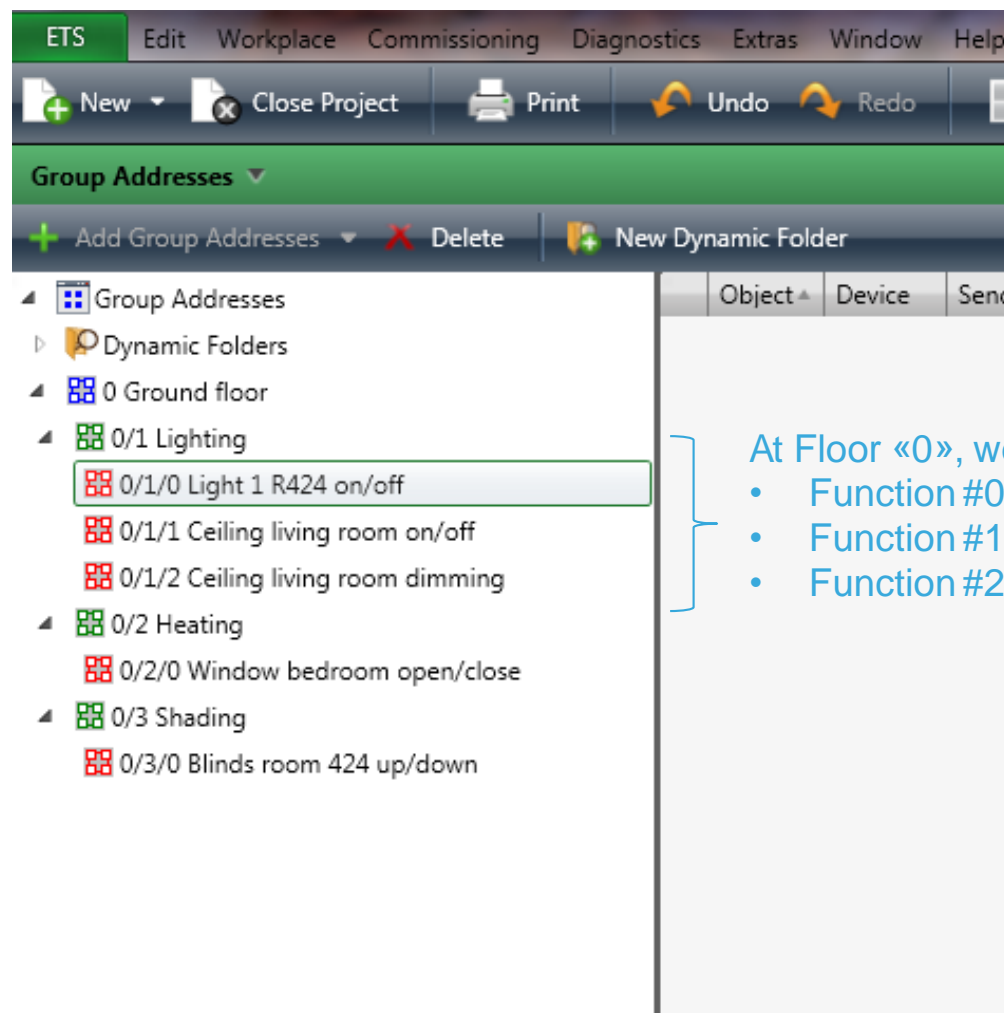 ETS Edit Workplace Commissioning Diagnostics Extras Window Help
New Close Project Print Undo Redo
Group Addresses
Add Group Addresses Delete New Dynamic Folder
Object Device
Group Addresses
Dynamic Folders
0 Ground floor
0/1 Lighting
0/1/0 Light 1 R424 on/off
0/1/1 Ceiling living room on/off
0/1/2 Ceiling living room dimming
0/2 Heating
0/2/0 Window bedroom open/close
0/3 Shading
0/3/0 Blinds room 424 up/down
At Floor «0»,
• Function #0
• Function #1
• Function #2